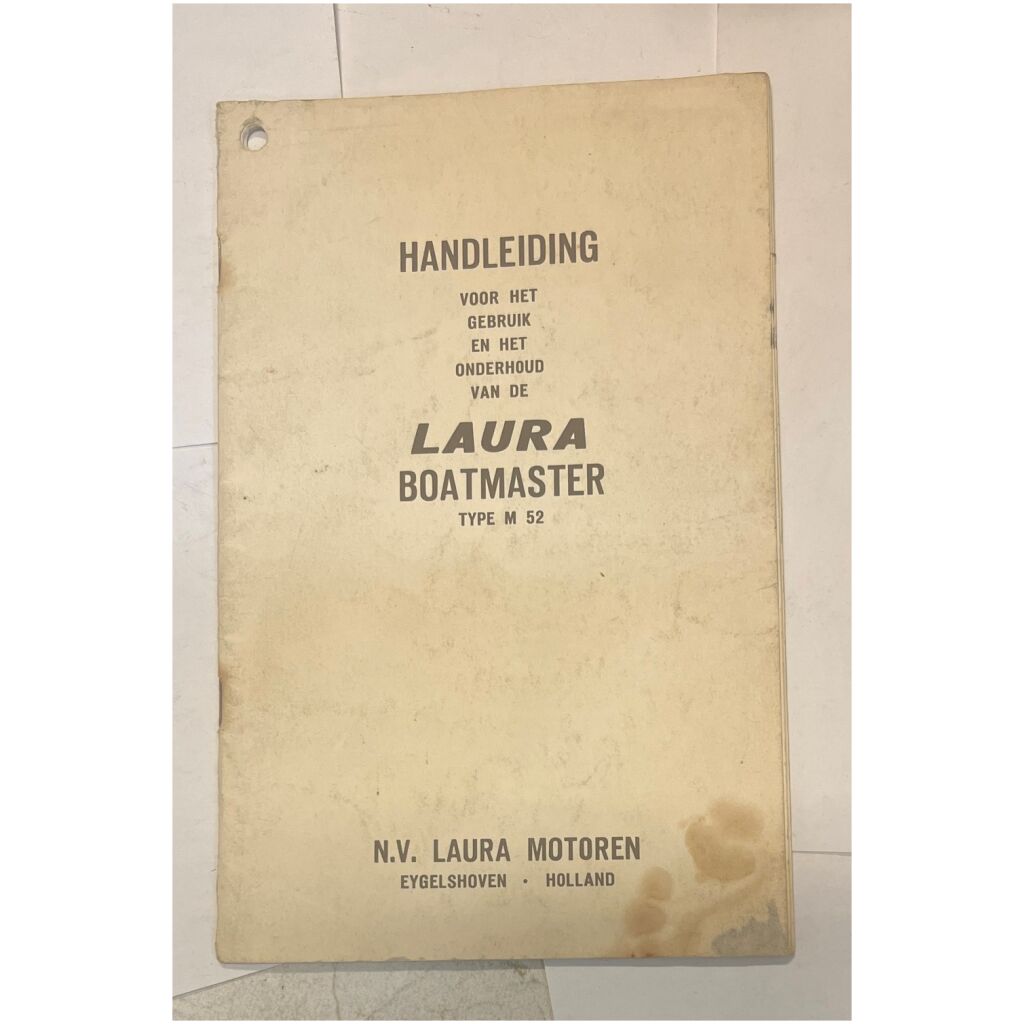 HANDLEIDING
VOOR HET
GEBRUIK
EN HET
ONDERHOUD
VAN DE
LAURA
BOATMASTER
TYPE M 52
N.V. LAURA MOTOREN
EYGELSHOVEN · HOLLAND